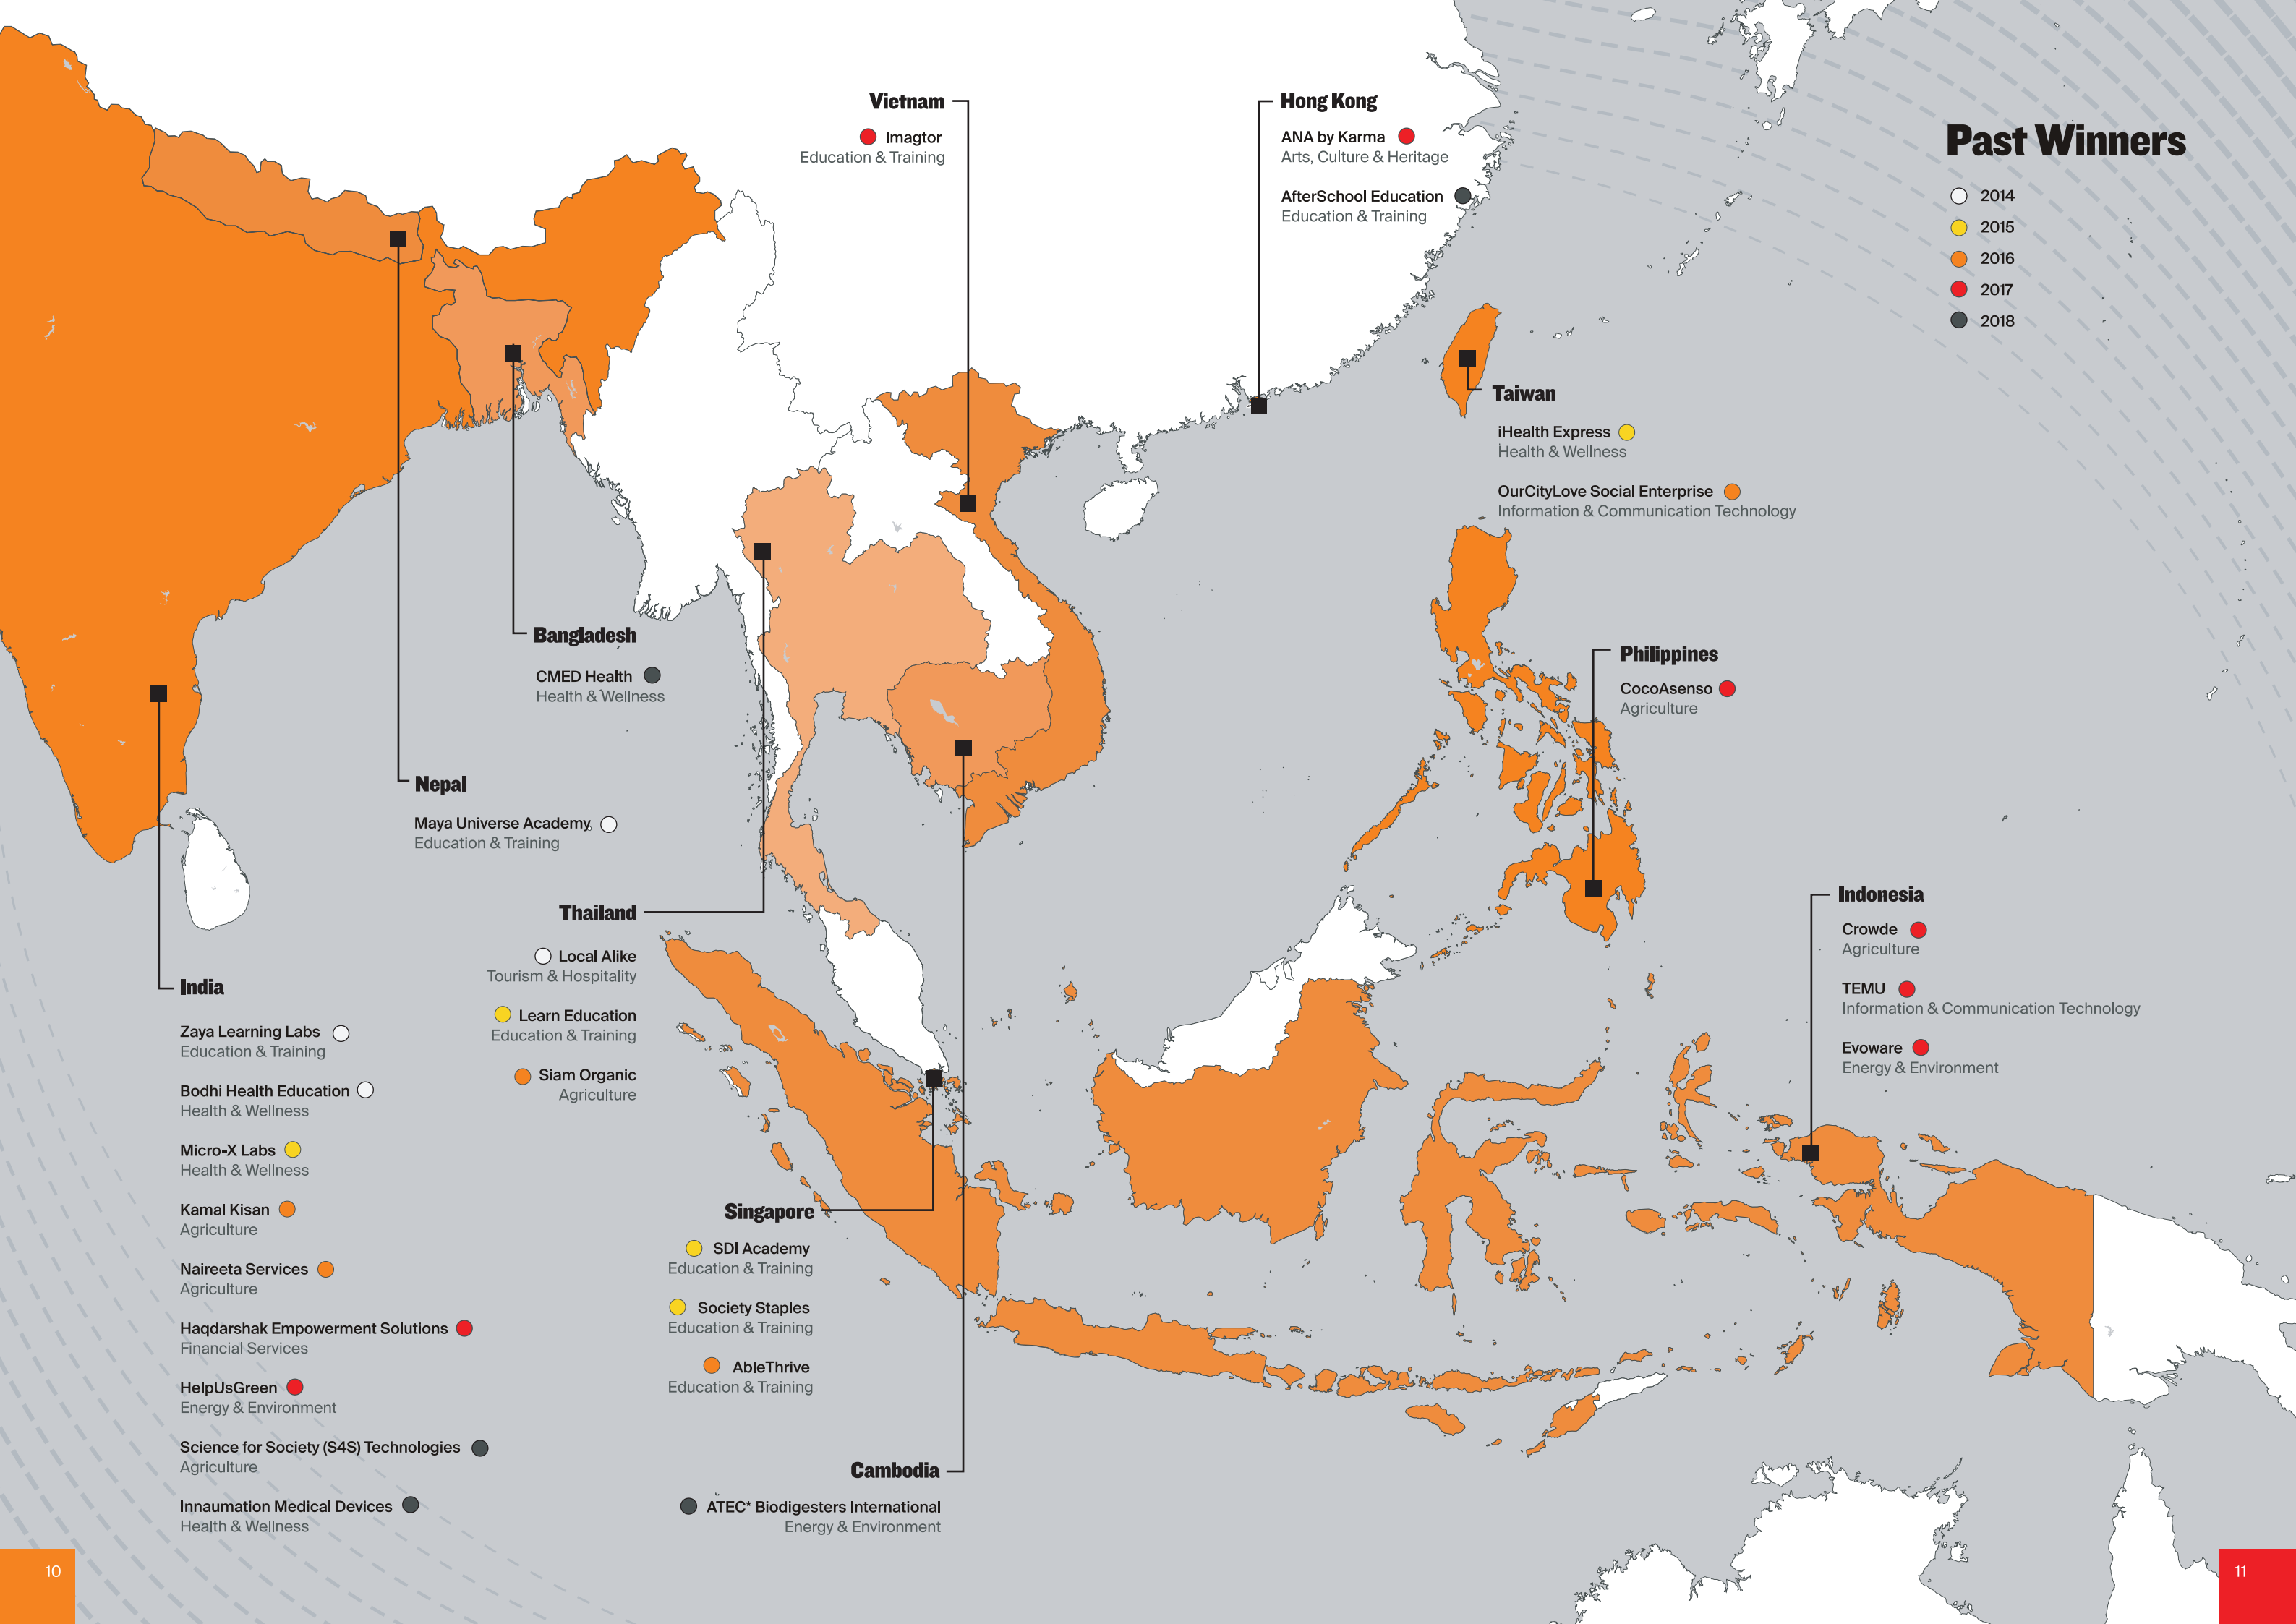 Past Winners
2014
2015
2016
2017
2018
Vietnam
Imagtor
Education & Training
Hong Kong
ANA by Karma
Arts, Culture & Heritage
AfterSchool Education
Education & Training
Taiwan
iHealth Express
Health & Wellness
OurCityLove Social Enterprise
Information & Communication Technology
Bangladesh
CMED Health
Health & Wellness
Philippines
CocoAsenso
Agriculture
Nepal
Maya Universe Academy
Education & Training
Thailand
Local Alike
Tourism & Hospitality
Learn Education
Education & Training
Siam Organic
Agriculture
Indonesia
Crowde
Agriculture
TEMU
Information & Communication Technology
Evoware
Energy & Environment
India
Zaya Learning Labs
Education & Training
Bodhi Health Education
Health & Wellness
Micro-X Labs
Health & Wellness
Kamal Kisan
Agriculture
Naireeta Services
Agriculture
Haqdarshak Empowerment Solutions
Financial Services
HelpUsGreen
Energy & Environment
Science for Society (S4S) Technologies
Agriculture
Innaumation Medical Devices
Health & Wellness
Singapore
SDI Academy
Education & Training
Society Staples
Education & Training
AbleThrive
Education & Training
Cambodia
ATEC* Biodigesters International
Energy & Environment
10
11